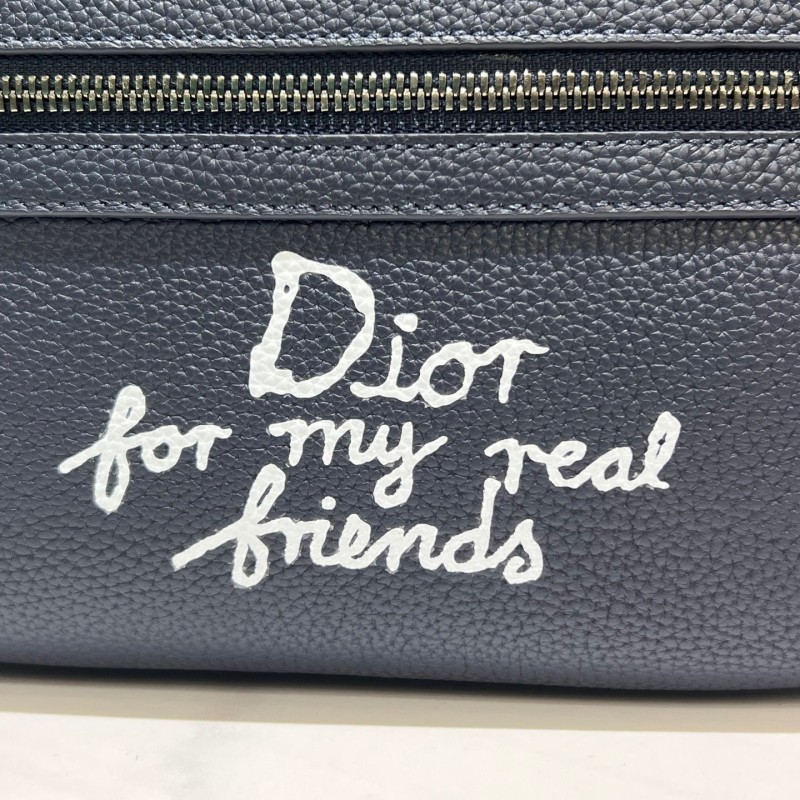 Dior
for my real
friends